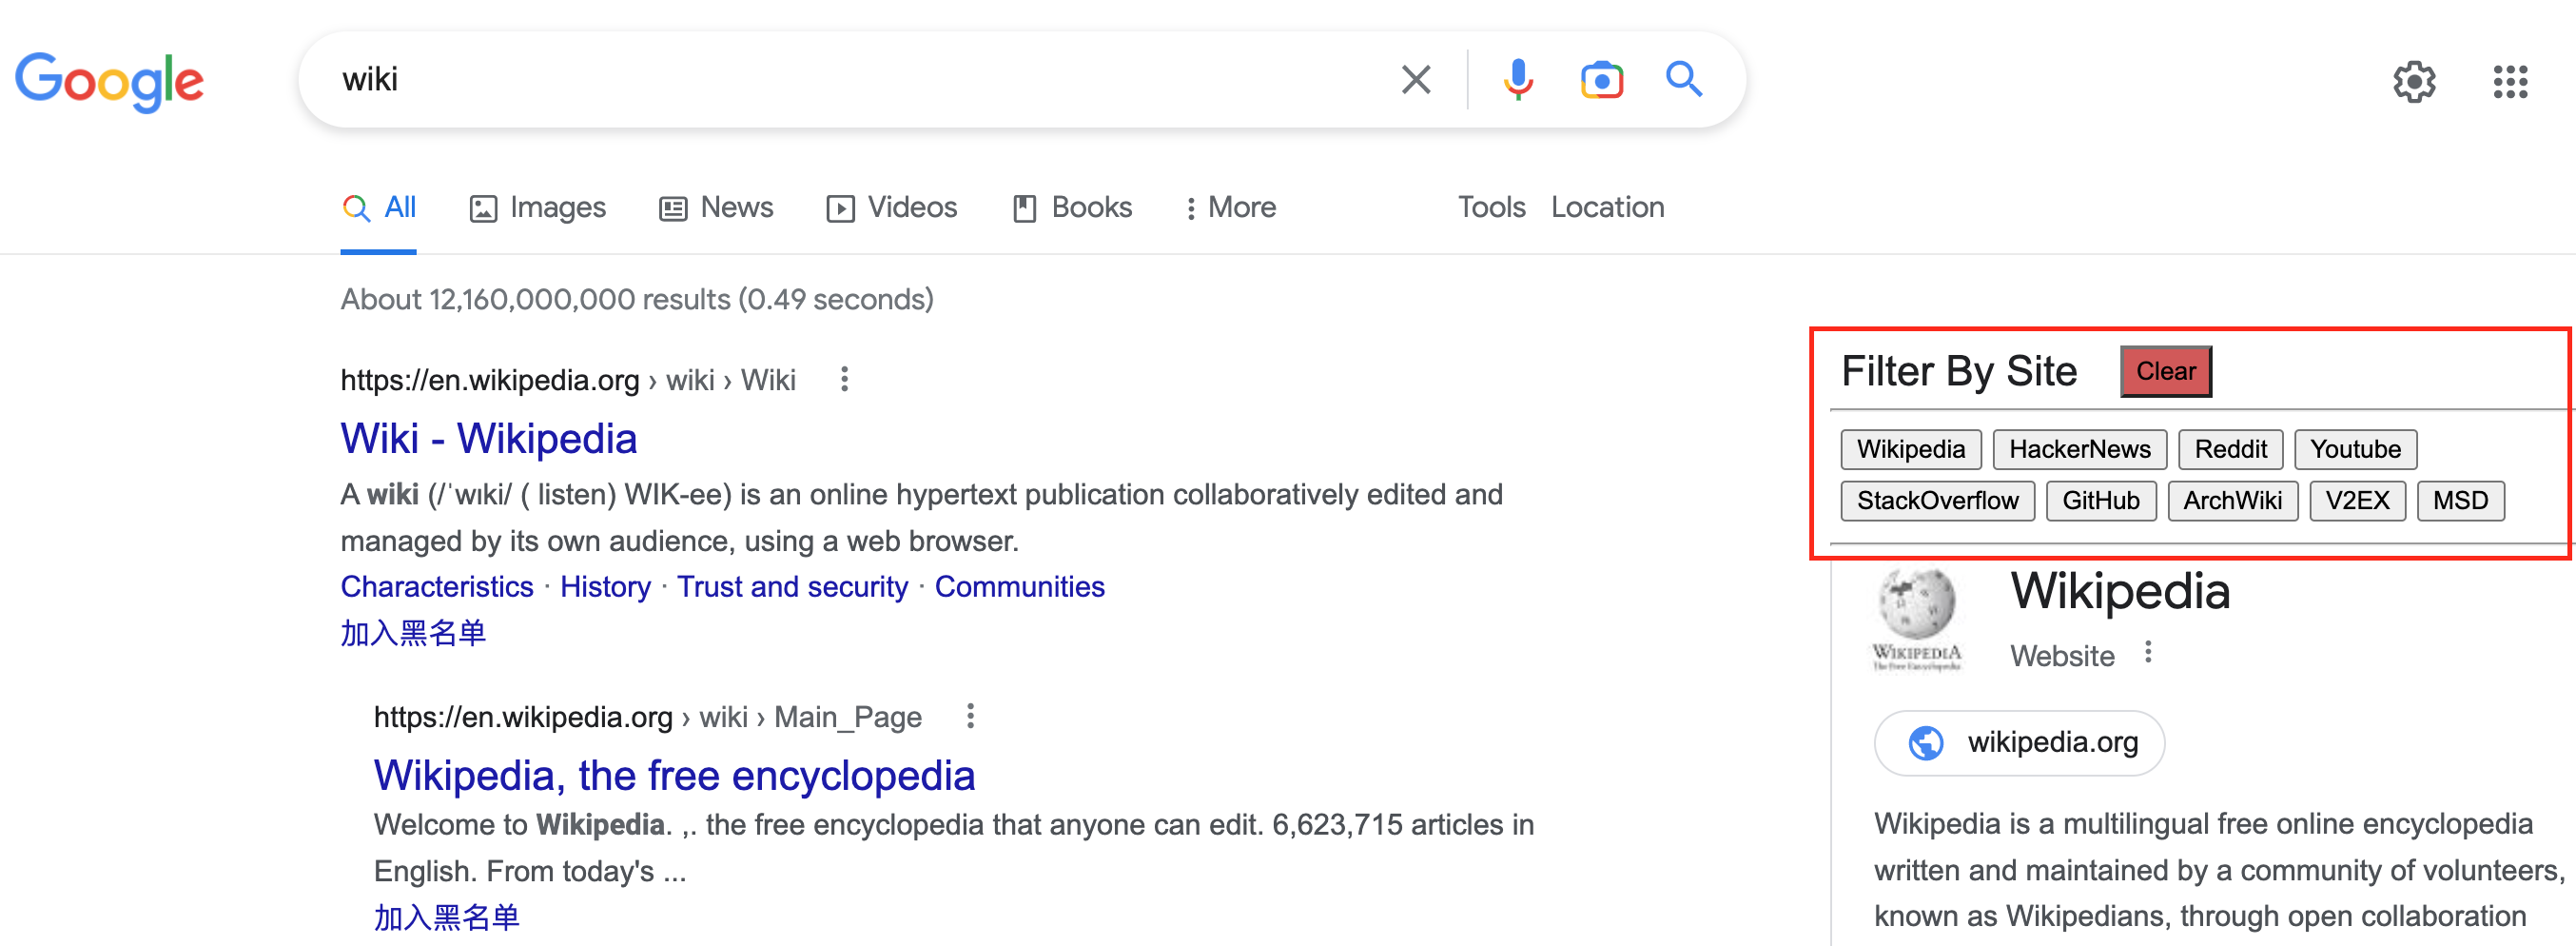 Google
wiki
All Images News Videos Books More Tools Location
About 12,160,000,000 results (0.49 seconds)
https://en.wikipedia.org › wiki › Wiki
Wiki - Wikipedia
A wiki (/ˈwɪki/ ( listen) WIK-ee) is an online hypertext publication collaboratively edited and
managed by its own audience, using a web browser.
Characteristics · History · Trust and security · Communities
加入黑名单
https://en.wikipedia.org › wiki › Main_Page
Wikipedia, the free encyclopedia
Welcome to Wikipedia. ,. the free encyclopedia that anyone can edit. 6,623,715 articles in
English. From today's ...
加入黑名单
Filter By Site Clear
Wikipedia HackerNews Reddit Youtube
StackOverflow GitHub ArchWiki V2EX MSD
WIKIPEDIA
The Free Encyclopedia
Wikipedia
Website
wikipedia.org
Wikipedia is a multilingual free online encyclopedia
written and maintained by a community of volunteers,
known as Wikipedians, through open collaboration